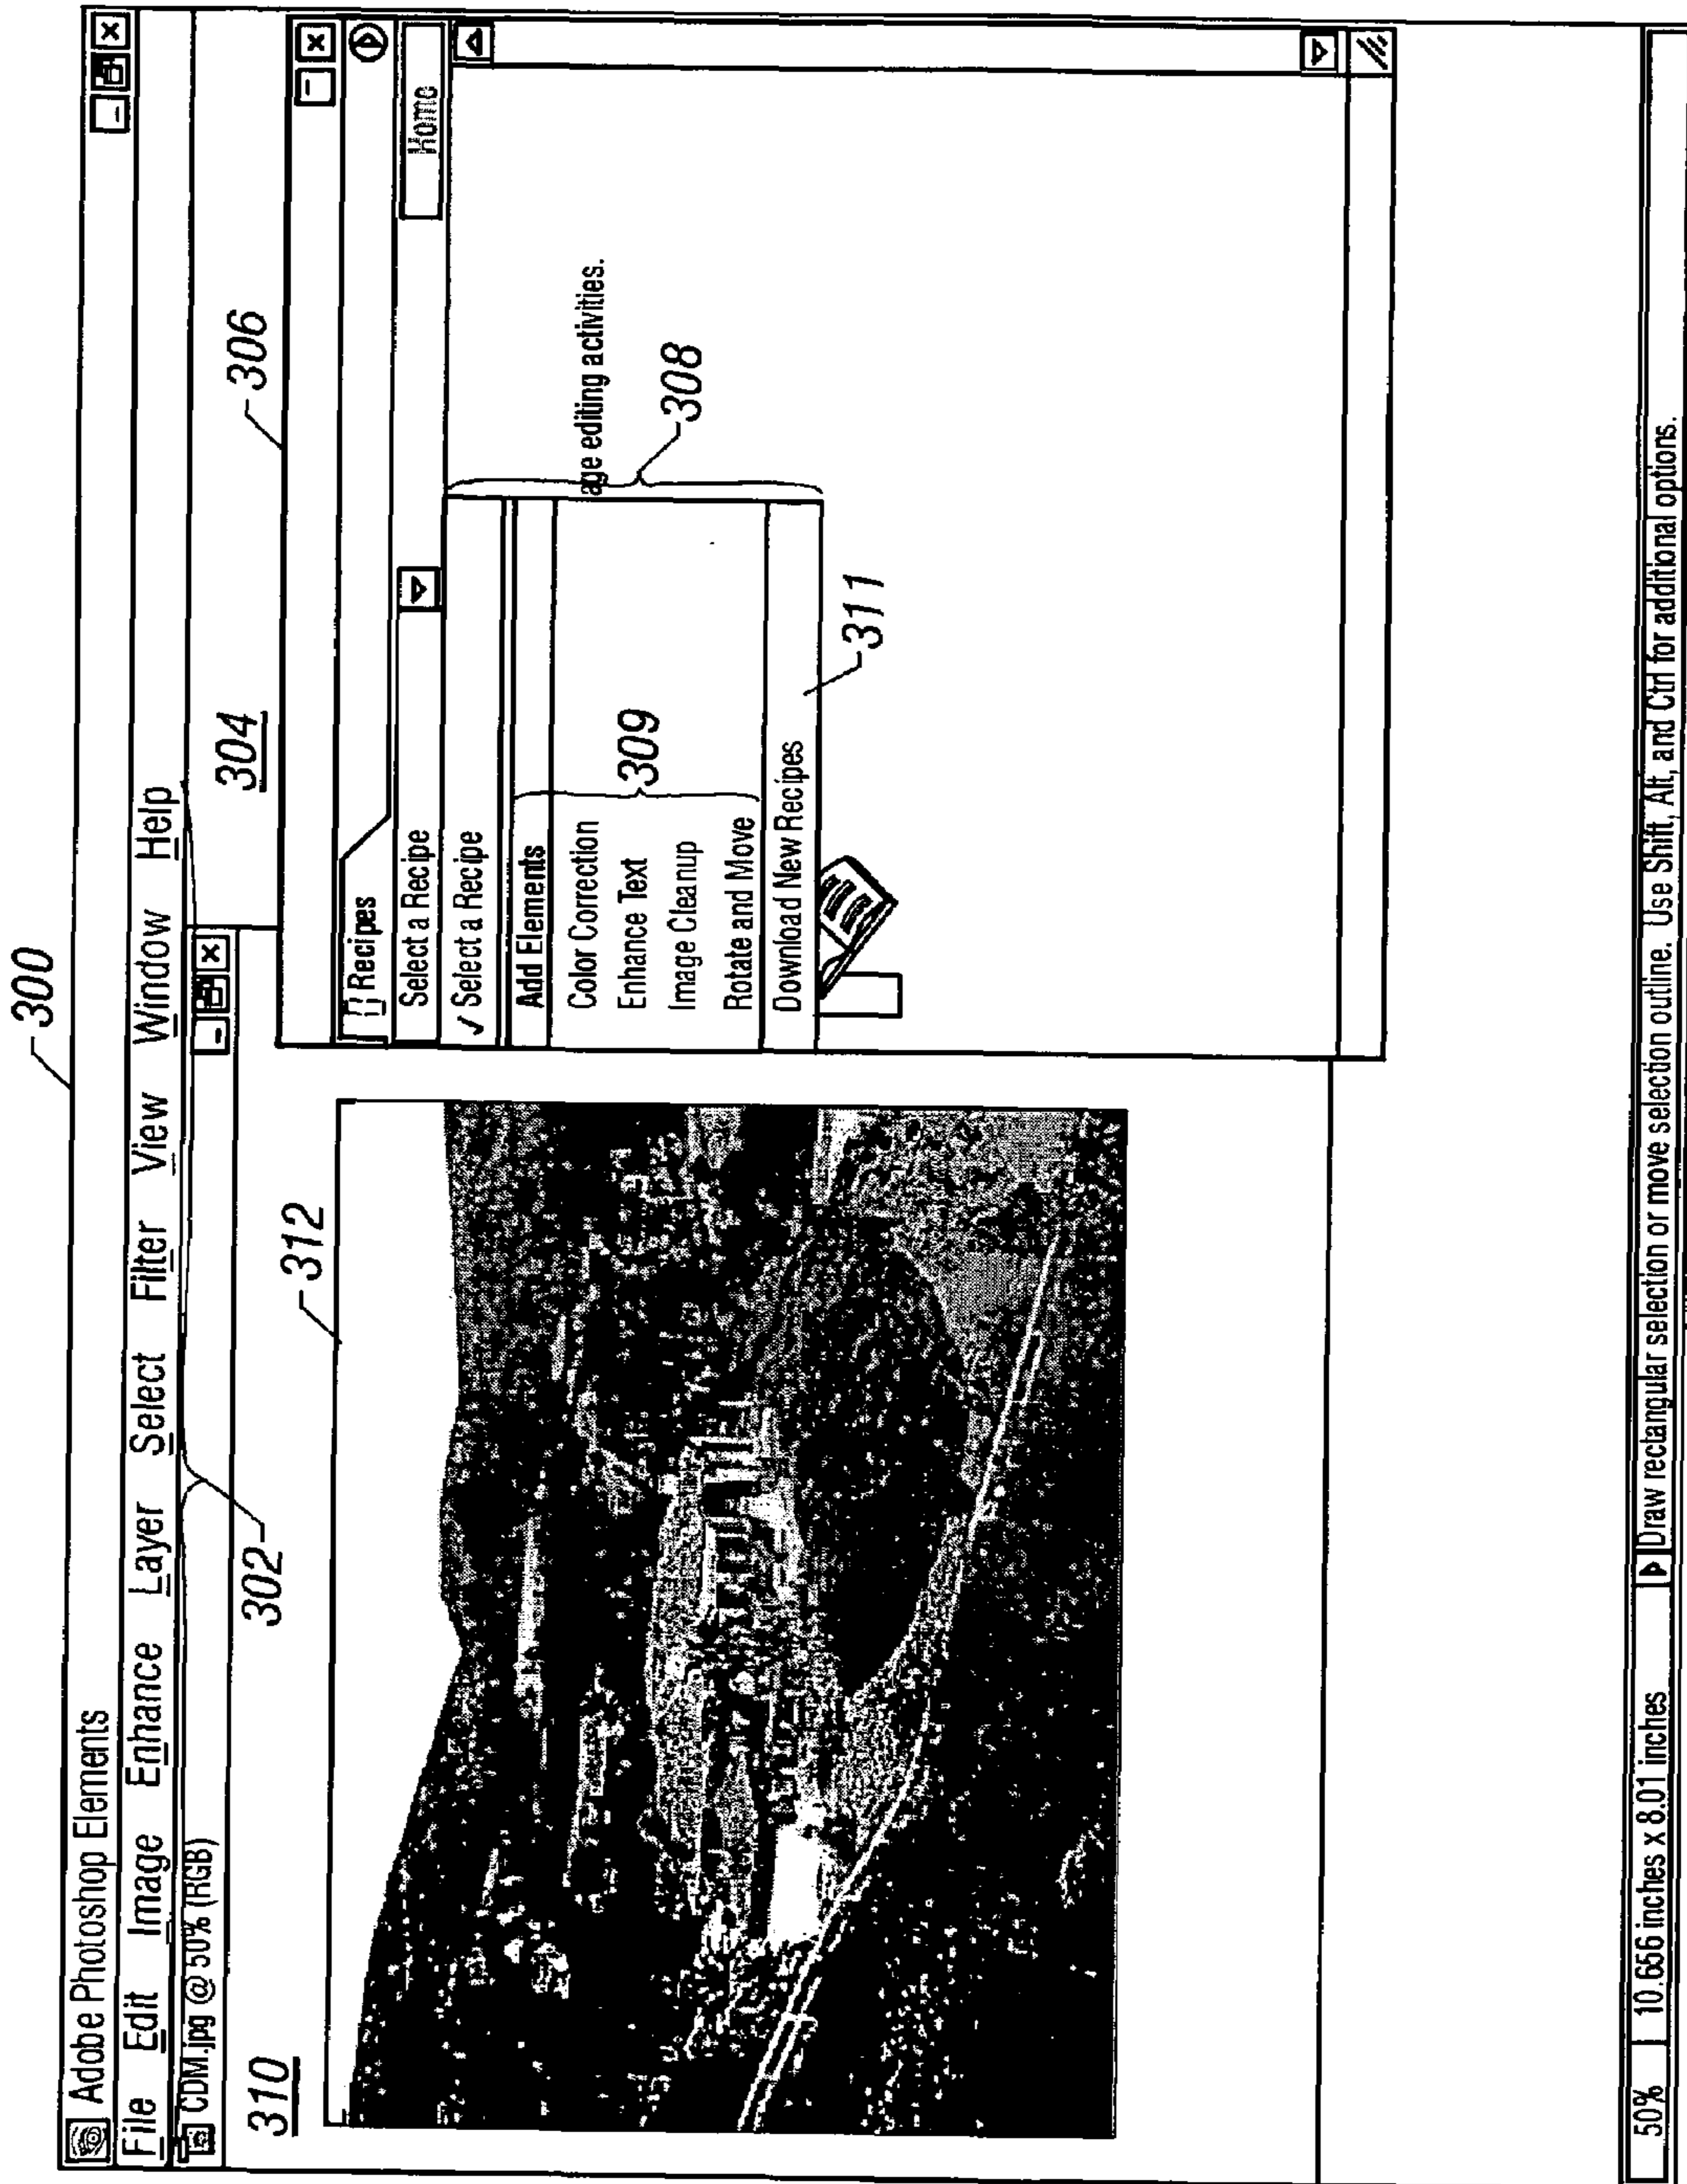 300
Adobe Photoshop Elements
File Edit Image Enhance Layer Select Filter View Window Help
CDM.jpg @ 50% (RGB)
302
304
306
310
312
Recipes
Select a Recipe
Home
✓ Select a Recipe
Add Elements
Color Correction
Enhance Text
Image Cleanup
Rotate and Move
309
age editing activities.
308
Download New Recipes
311
50% 10.656 inches x 8.01 inches Draw rectangular selection or move selection outline. Use Shift, Alt, and Ctrl for additional options.